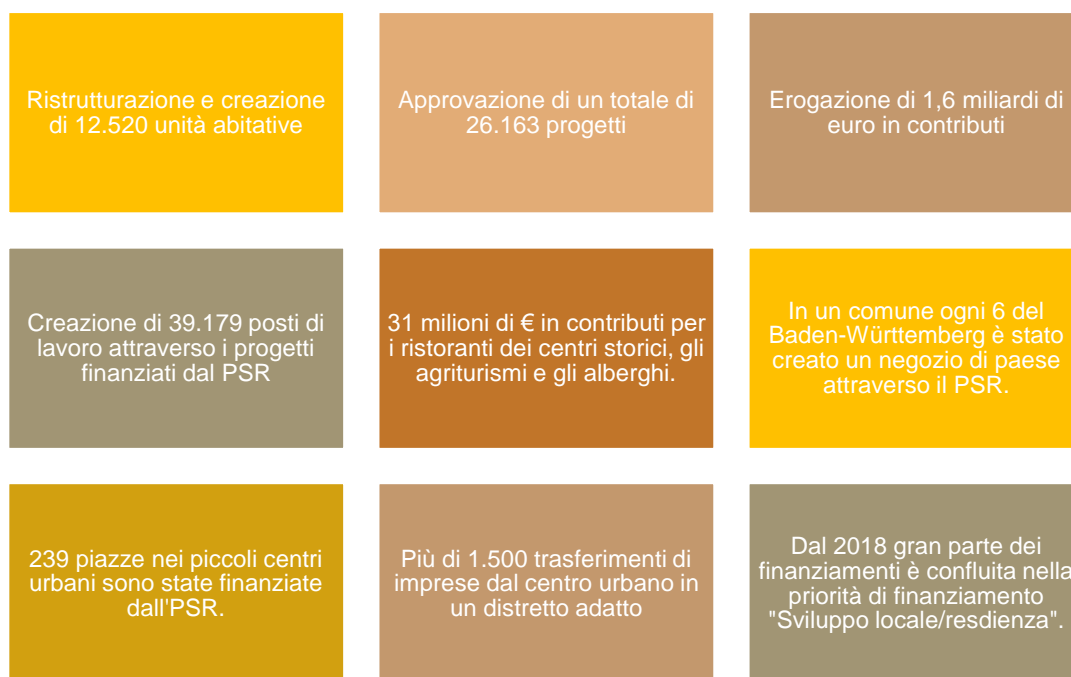 Ristrutturazione e creazione
di 12.520 unità abitative
Approvazione di un totale di
26.163 progetti
Erogazione di 1,6 miliardi di
euro in contributi
Creazione di 39.179 posti di
lavoro attraverso i progetti
finanziati dal PSR
31 milioni di € in contributi per
i ristoranti dei centri storici, gli
agriturismi e gli alberghi.
In un comune ogni 6 del
Baden-Württemberg è stato
creato un negozio di paese
attraverso il PSR.
239 piazze nei piccoli centri
urbani sono state finanziate
dall'PSR.
Più di 1.500 trasferimenti di
imprese dal centro urbano in
un distretto adatto
Dal 2018 gran parte dei
finanziamenti è confluita nella
priorità di finanziamento
"Sviluppo locale/resdienza".